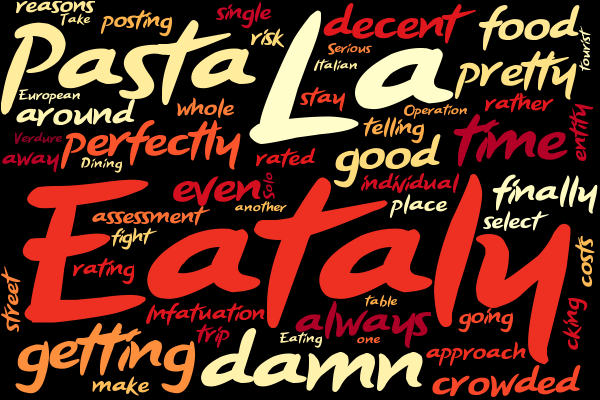 reasons
Take
posting
single
risk
decent
food
tourist
Pasta
La
Serious
Italian
pretty
European
around
whole
stay
Operation
rather
entity
Verdure
away
perfectly
Dining
rated
telling
good
time
even
Solo
another
individual
place
finally
select
assessment
fight
rating
Eataly
costs
street
Infatuation
trip
table
always
one
Eating
going
cking
getting
make
damn
approach
crowded